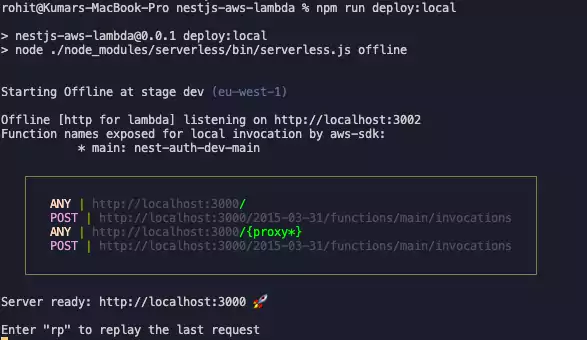 rohit@Kumars-MacBook-Pro nestjs-aws-lambda % npm run deploy:local
> nestjs-aws-lambda@0.0.1 deploy:local
> node ./node_modules/serverless/bin/serverless.js offline
Starting Offline at stage dev (eu-west-1)
Offline [http for lambda] listening on http://localhost:3002
Function names exposed for local invocation by aws-sdk:
* main: nest-auth-dev-main
ANY | http://localhost:3000/
POST | http://localhost:3000/2015-03-31/functions/main/invocations
ANY | http://localhost:3000/{proxy*}
POST | http://localhost:3000/2015-03-31/functions/main/invocations
Server ready: http://localhost:3000 🚀
Enter "rp" to replay the last request